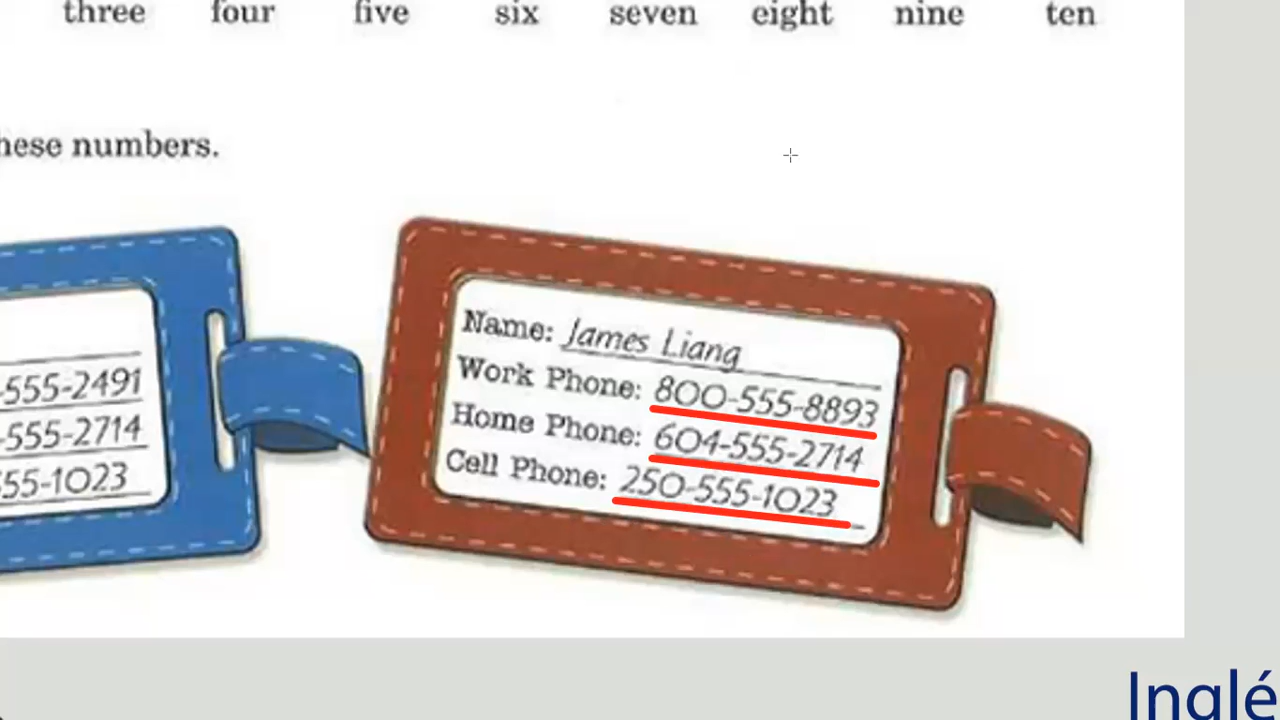 three four five six seven eight nine ten
hese numbers.
-555-2491
-555-2714
55-1023
Name: James Liang
Work Phone: 800-555-8893
Home Phone: 604-555-2714
Cell Phone: 250-555-1023
Inglé